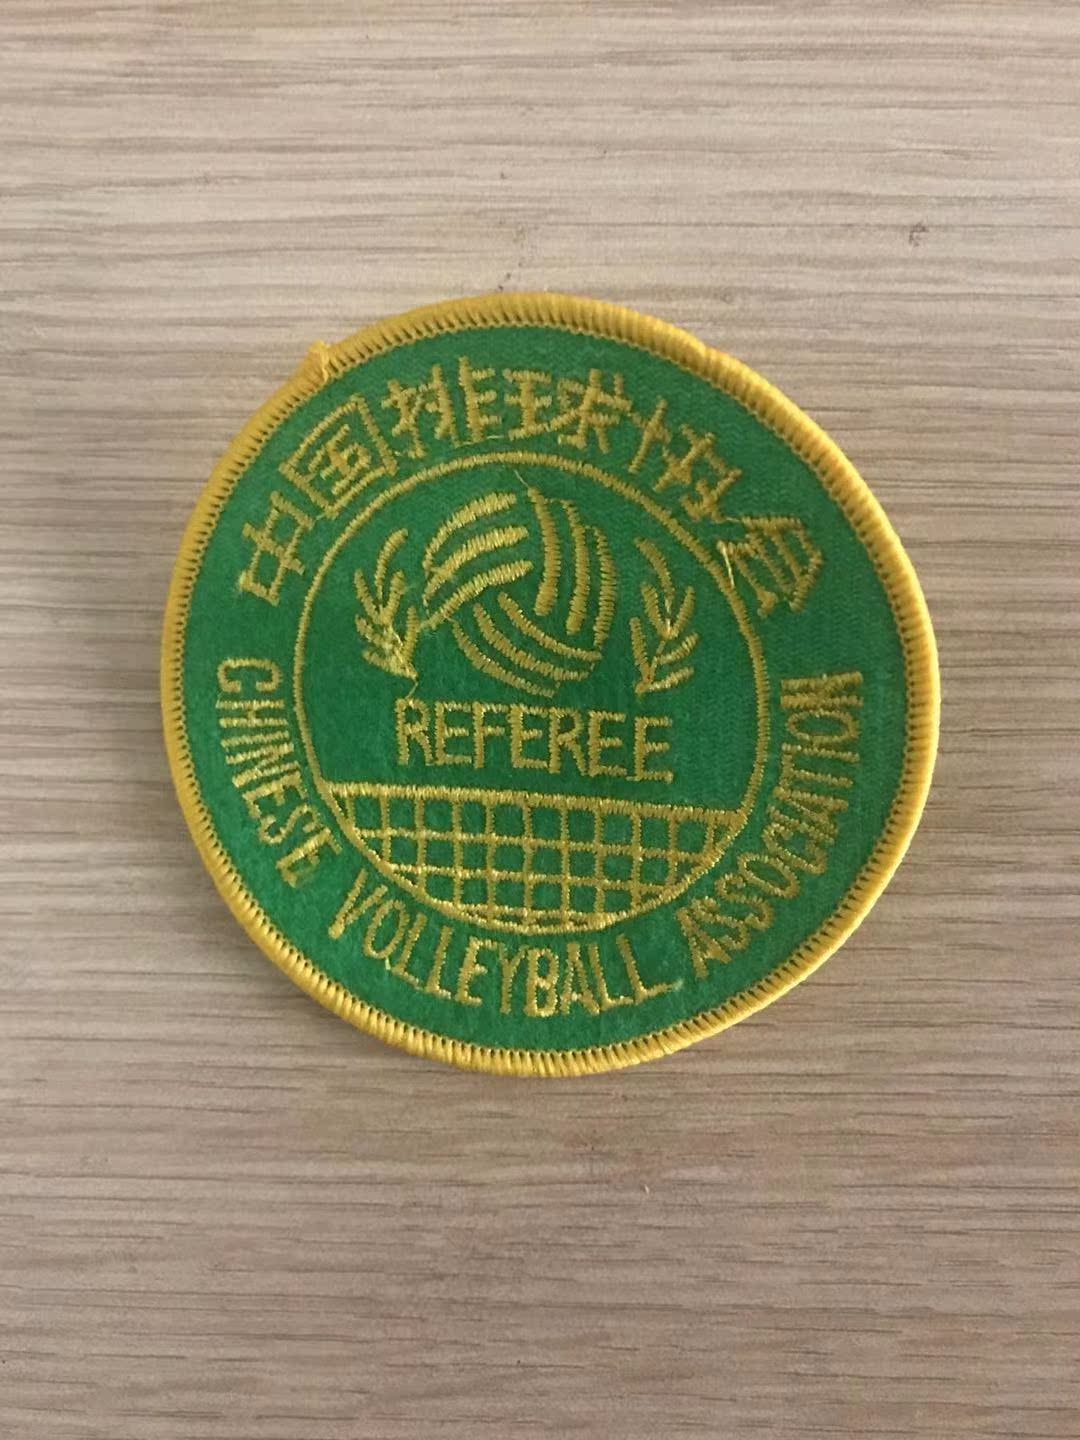 中国排球协会
REFEREE
CHINESE VOLLEYBALL ASSOCIATION